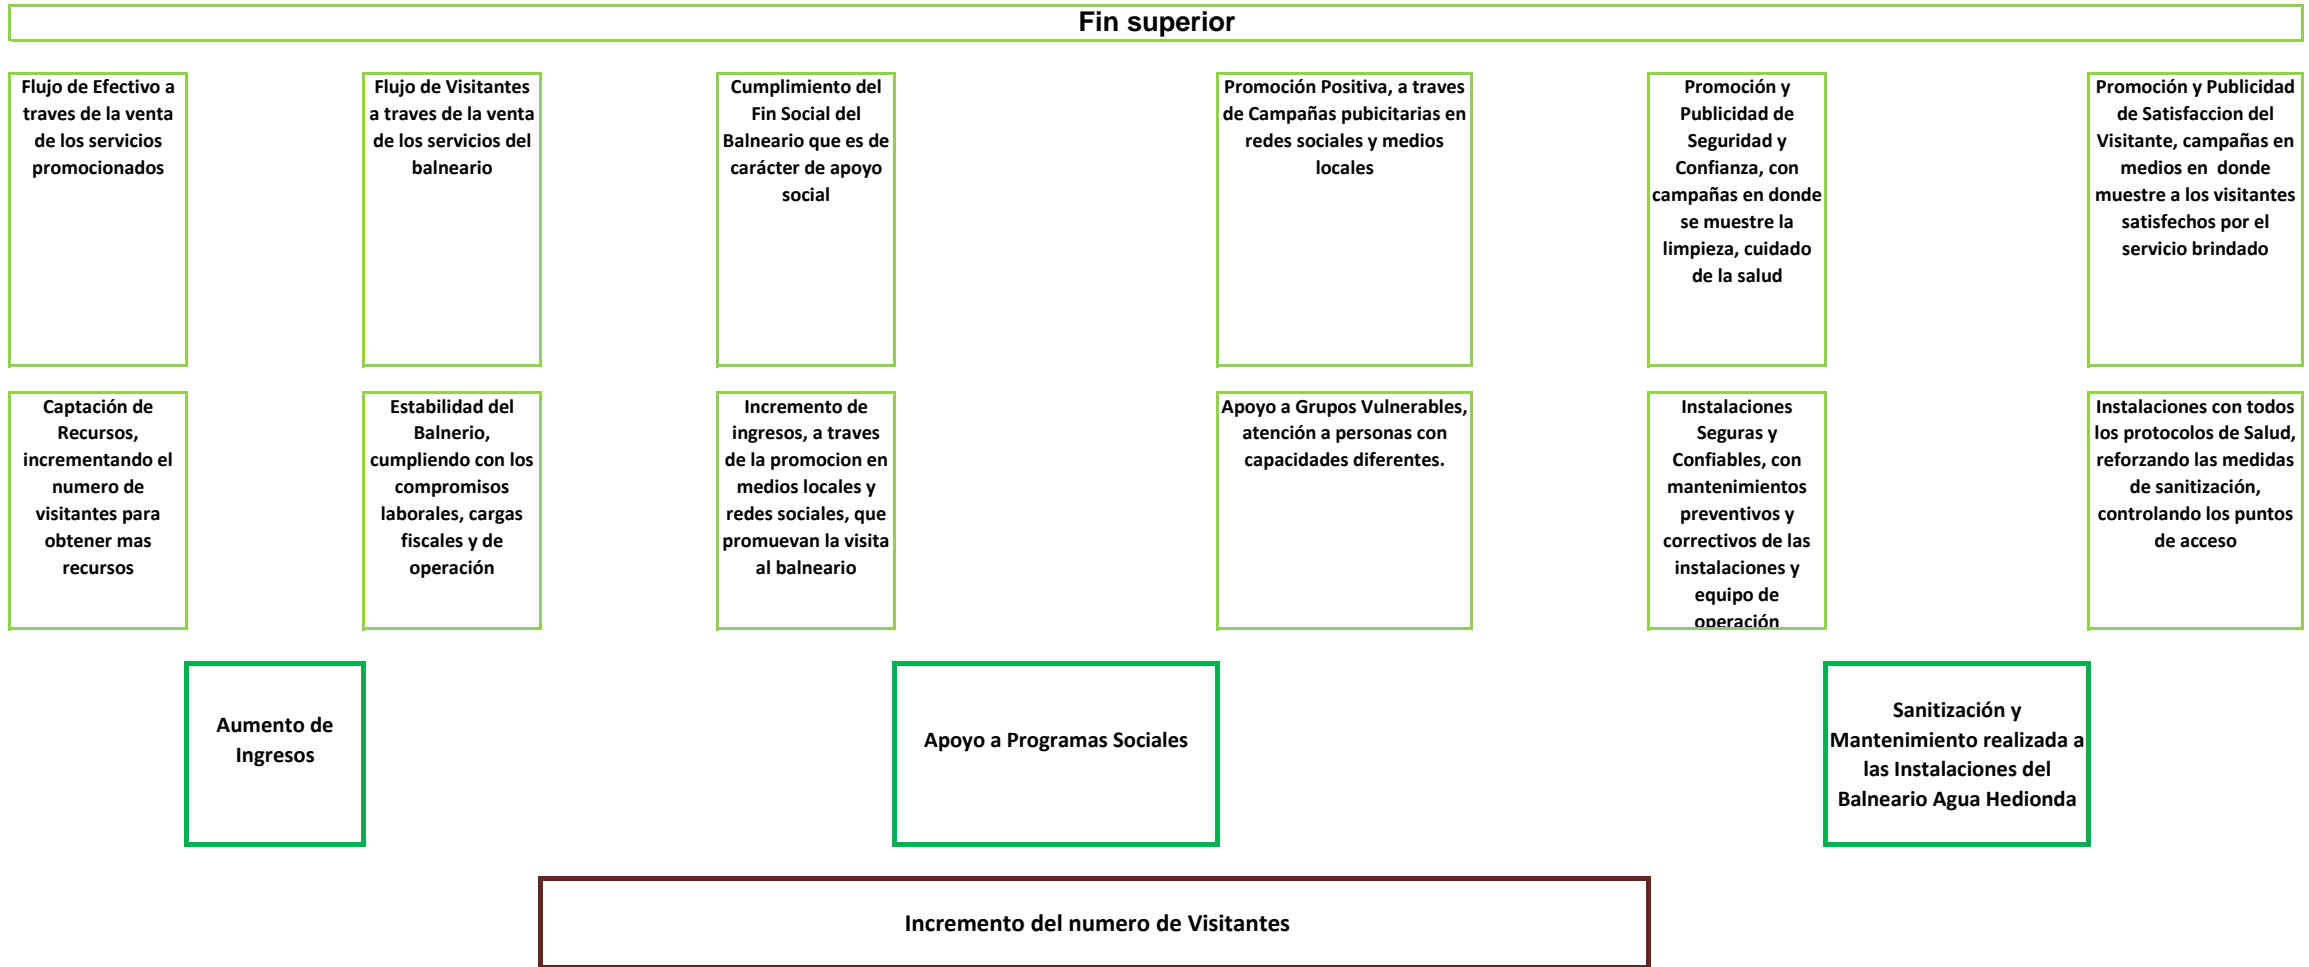 Fin superior
Flujo de Efectivo a
traves de la venta
de los servicios
promocionados
Flujo de Visitantes
a traves de la venta
de los servicios del
balneario
Cumplimiento del
Fin Social del
Balneario que es de
carácter de apoyo
social
Promoción Positiva, a traves
de Campañas pubicitarias en
redes sociales y medios
locales
Promoción y
Publicidad de
Seguridad y
Confianza, con
campañas en donde
se muestre la
limpieza, cuidado
de la salud
Promoción y Publicidad
de Satisfaccion del
Visitante, campañas en
medios en donde
muestre a los visitantes
satisfechos por el
servicio brindado
Captación de
Recursos,
incrementando el
numero de
visitantes para
obtener mas
recursos
Estabilidad del
Balnerio,
cumpliendo con los
compromisos
laborales, cargas
fiscales y de
operación
Incremento de
ingresos, a traves
de la promocion en
medios locales y
redes sociales, que
promuevan la visita
al balneario
Apoyo a Grupos Vulnerables,
atención a personas con
capacidades diferentes.
Instalaciones
Seguras y
Confiables, con
mantenimientos
preventivos y
correctivos de las
instalaciones y
equipo de
operación
Instalaciones con todos
los protocolos de Salud,
reforzando las medidas
de sanitización,
controlando los puntos
de acceso
Aumento de
Ingresos
Apoyo a Programas Sociales
Sanitización y
Mantenimiento realizada a
las Instalaciones del
Balneario Agua Hedionda
Incremento del numero de Visitantes